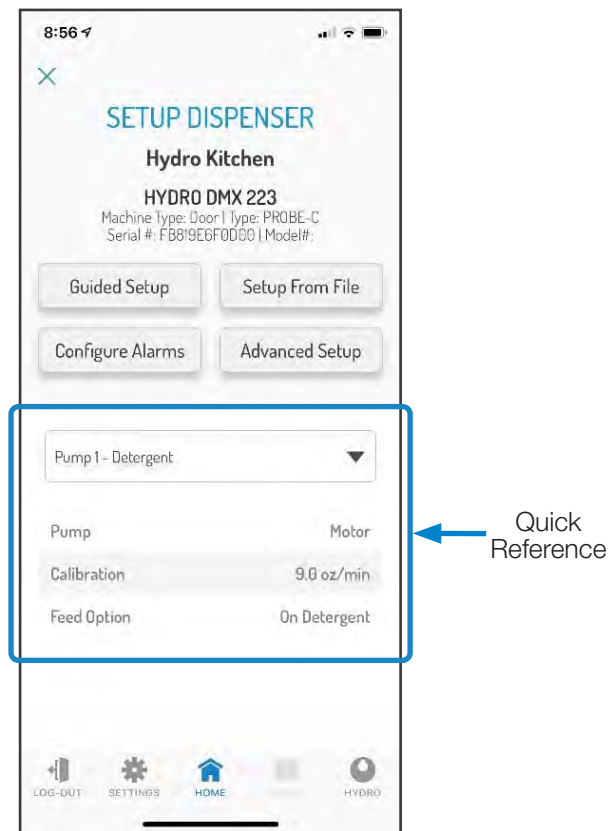 8:56
SETUP DISPENSER
Hydro Kitchen
HYDRO DMX 223
Machine Type: Door | Type: PROBE-C
Serial #: FB819E6F0D00 | Model#:
Guided Setup
Setup From File
Configure Alarms
Advanced Setup
Pump 1 - Detergent
Pump
Motor
Calibration
9.0 oz/min
Feed Option
On Detergent
Quick
Reference
LOG-OUT
SETTINGS
HOME
HYDRO